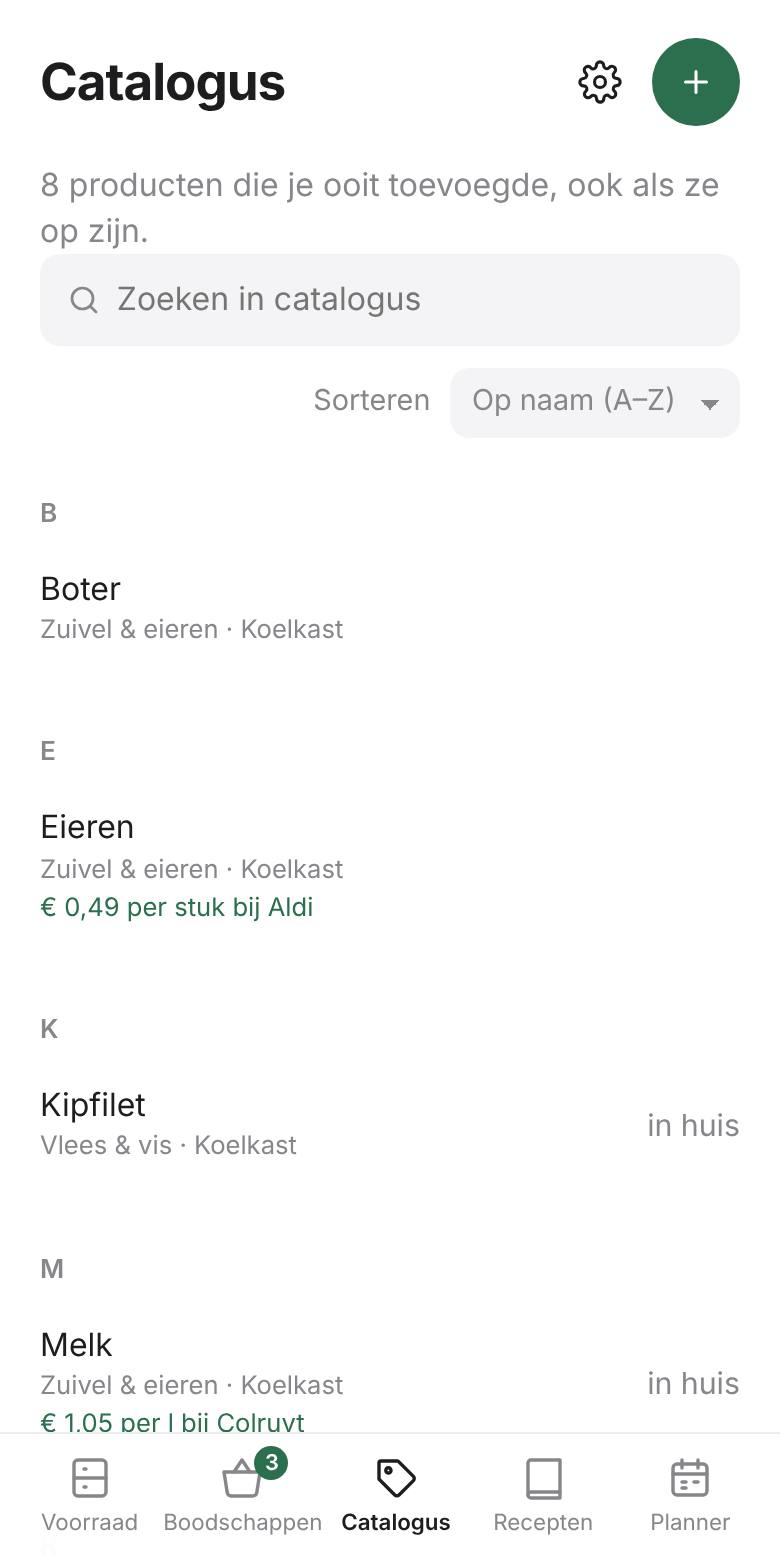 Catalogus
8 producten die je ooit toevoegde, ook als ze
op zijn.
Zoeken in catalogus
Sorteren Op naam (A–Z)
B
Boter
Zuivel & eieren · Koelkast
E
Eieren
Zuivel & eieren · Koelkast
€ 0,49 per stuk bij Aldi
K
Kipfilet
in huis
Vlees & vis · Koelkast
M
Melk
Zuivel & eieren · Koelkast
in huis
€ 1,05 per l bij Colruyt
3
Voorraad Boodschappen Catalogus Recepten Planner